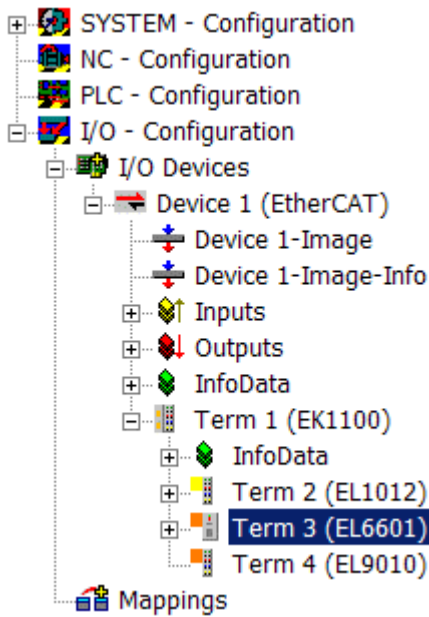 SYSTEM - Configuration
NC - Configuration
PLC - Configuration
I/O - Configuration
I/O Devices
Device 1 (EtherCAT)
Device 1-Image
Device 1-Image-Info
Inputs
Outputs
InfoData
Term 1 (EK1100)
InfoData
Term 2 (EL1012)
Term 3 (EL6601)
Term 4 (EL9010)
Mappings